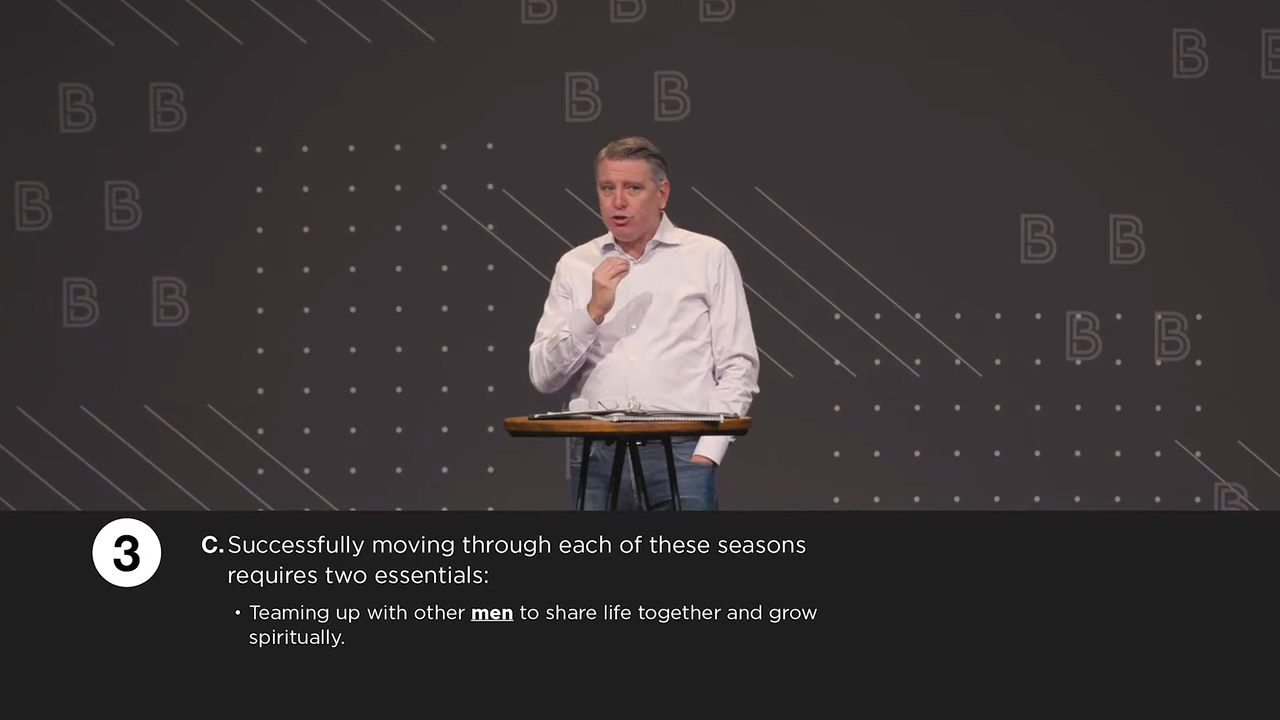 B B B
B B
B B
B B
B B
B B
B B
B B
B
3
C. Successfully moving through each of these seasons
requires two essentials:
• Teaming up with other men to share life together and grow
spiritually.